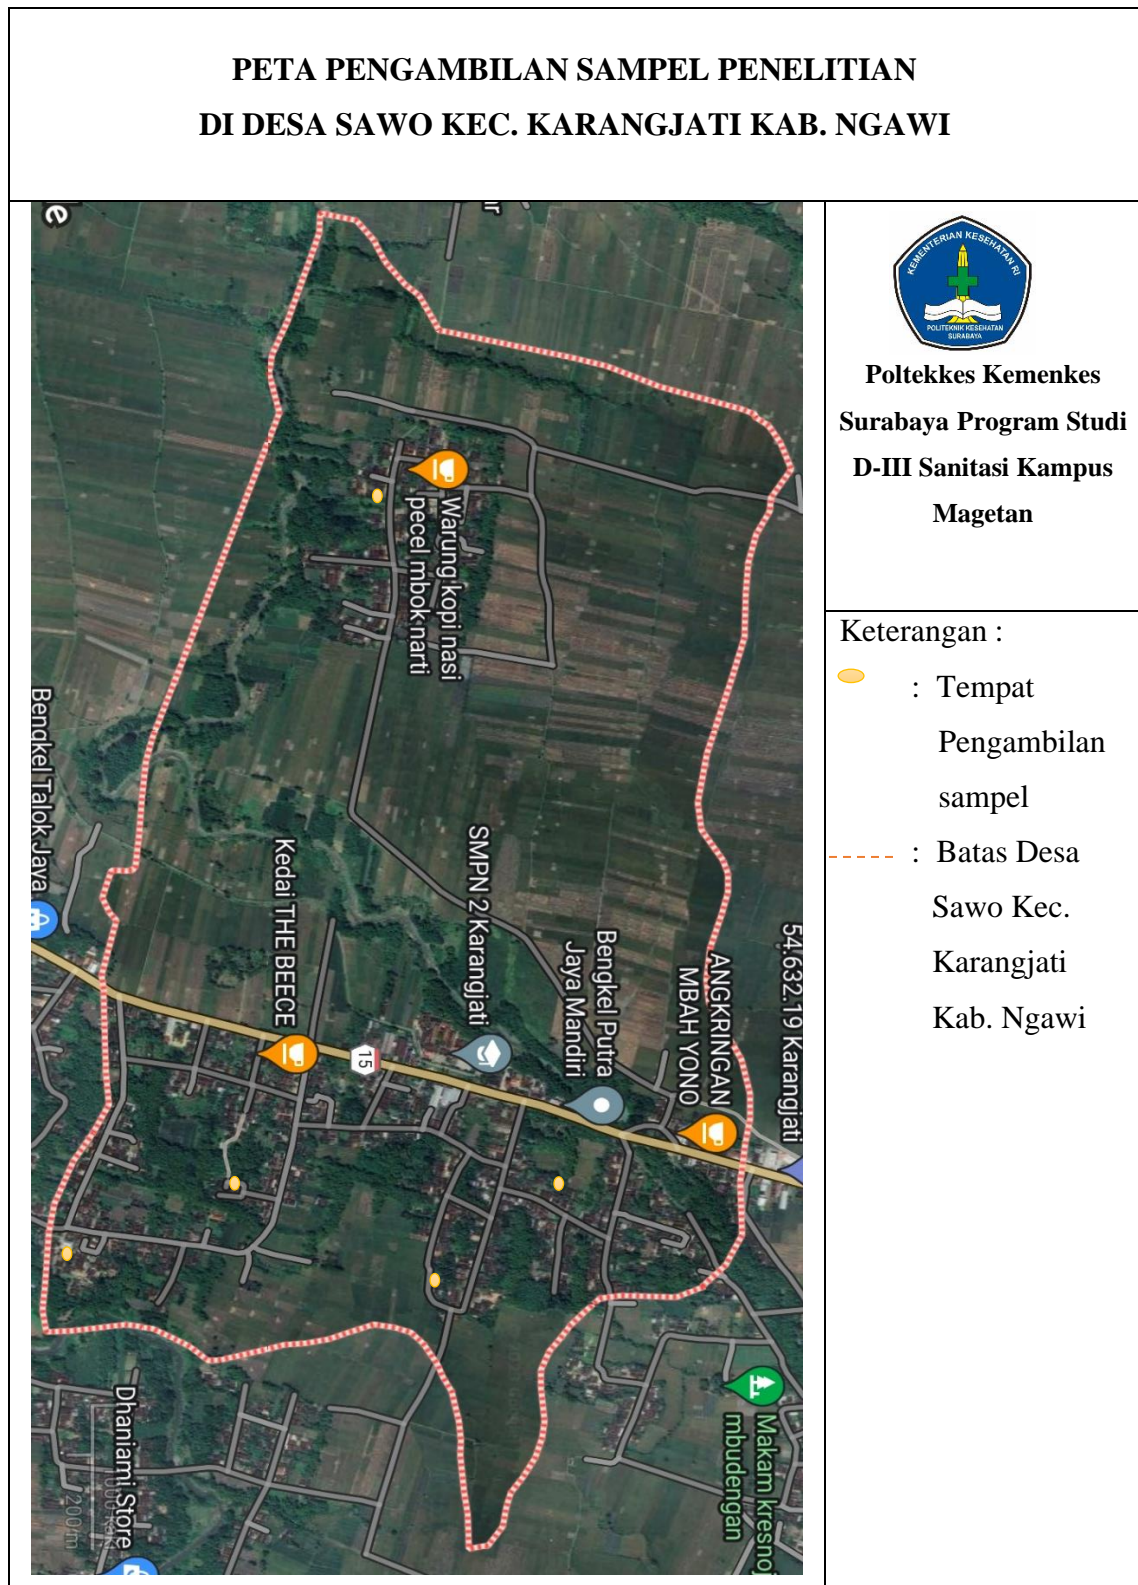 PETA PENGAMBILAN SAMPEL PENELITIAN
DI DESA SAWO KEC. KARANGJATI KAB. NGAWI
le
ur
Warung kopi nasi
pecel mbok narti
Bengkel Talok Jaya
Kedai THE BEECE
SMPN 2 Karangjati
Bengkel Putra
Jaya Mandiri
ANGKRINGAN
MBAH YONO
54.632.19 Karangjati
15
Makam kresnoj
mbudengan
Dhaniami Store
200 m
KEMENTERIAN KESEHATAN RI
POLITEKNIK KESEHATAN
SURABAYA
Poltekkes Kemenkes
Surabaya Program Studi
D-III Sanitasi Kampus
Magetan
Keterangan :
: Tempat
Pengambilan
sampel
: Batas Desa
Sawo Kec.
Karangjati
Kab. Ngawi